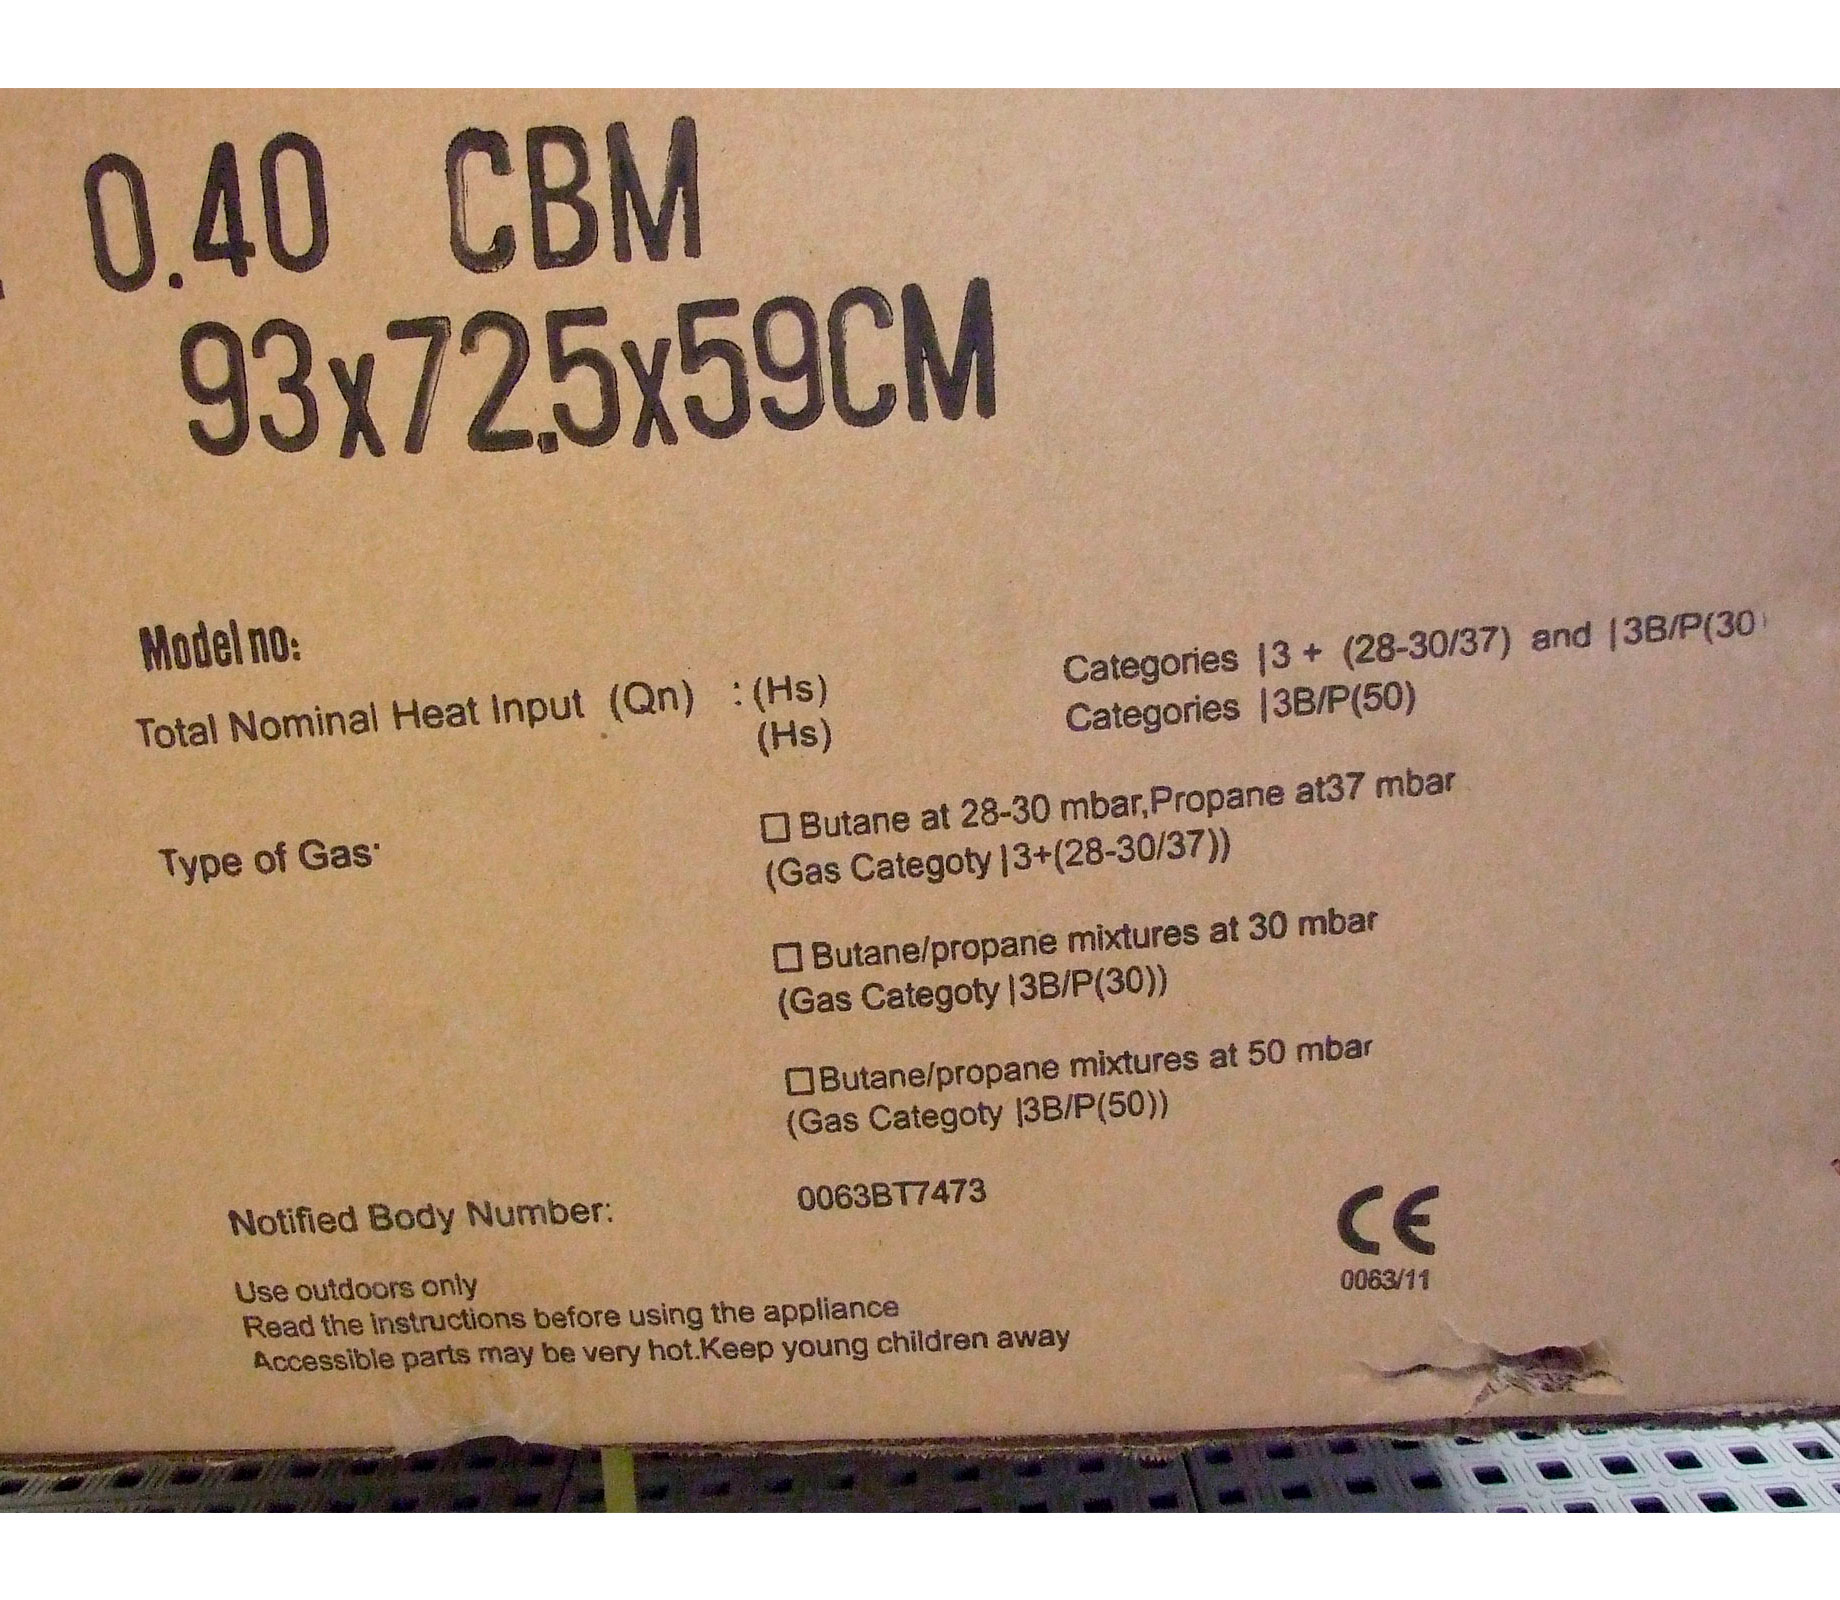 0.40 CBM
93x72.5x59CM
Model no:
Total Nominal Heat Input (Qn) : (Hs) Categories |3 + (28-30/37) and |3B/P(30)
(Hs) Categories |3B/P(50)
Type of Gas: □ Butane at 28-30 mbar,Propane at37 mbar
(Gas Categoty |3+(28-30/37))
□ Butane/propane mixtures at 30 mbar
(Gas Categoty |3B/P(30))
□ Butane/propane mixtures at 50 mbar
(Gas Categoty |3B/P(50))
Notified Body Number: 0063BT7473
CE
0063/11
Use outdoors only
Read the instructions before using the appliance
Accessible parts may be very hot.Keep young children away